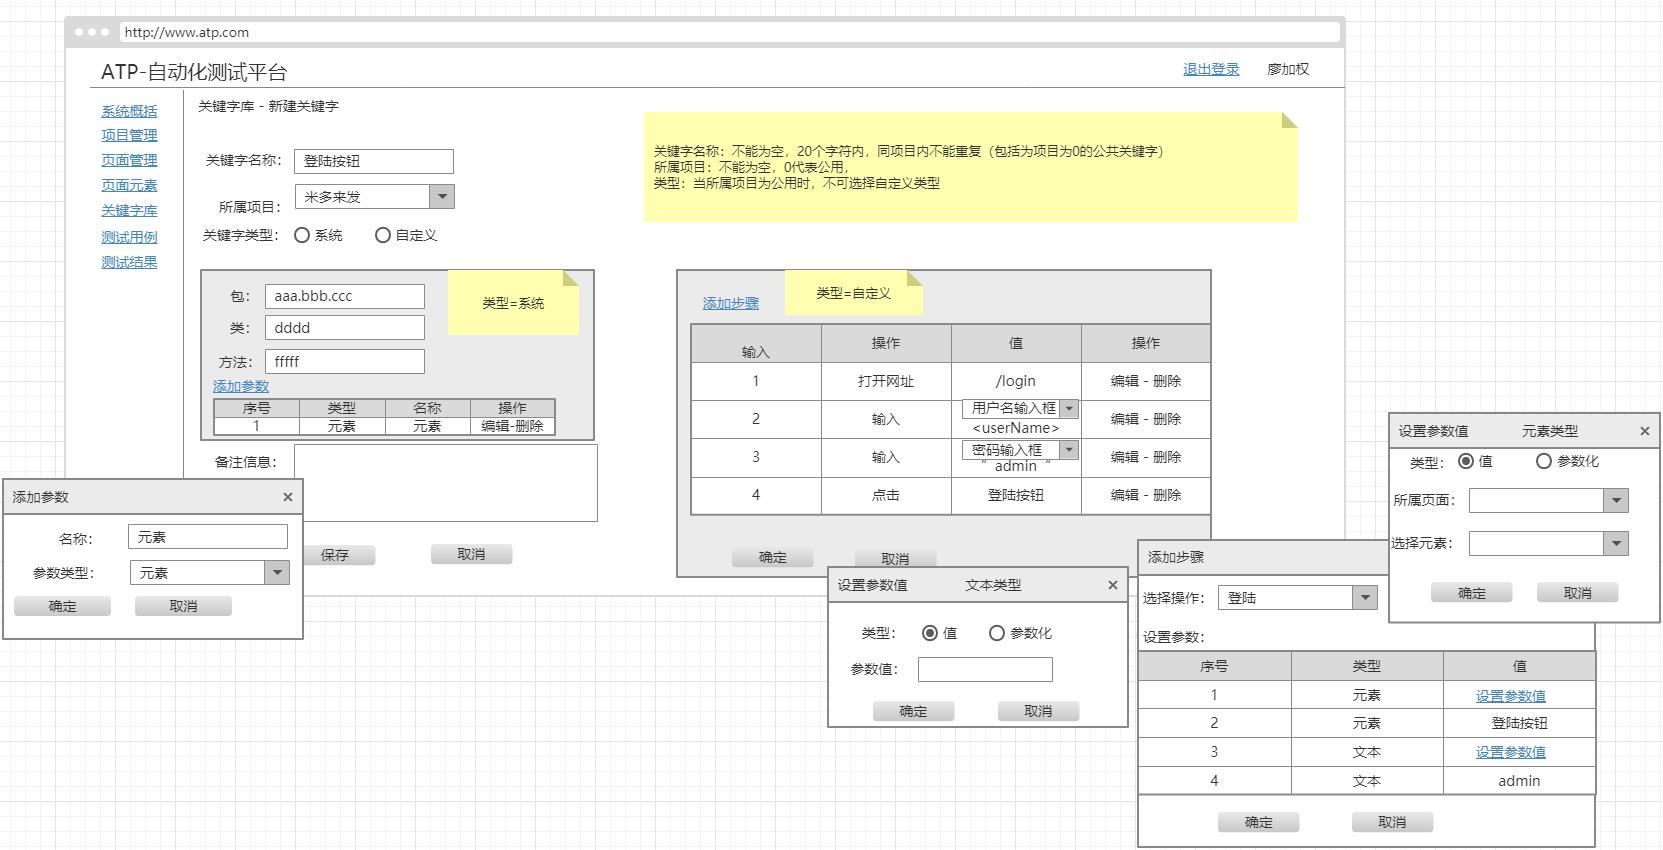 http://www.atp.com
ATP-自动化测试平台
退出登录
廖加权
系统概括
项目管理
页面管理
页面元素
关键字库
测试用例
测试结果
关键字库 - 新建关键字
关键字名称：
登陆按钮
所属项目：
米多来发
关键字类型：
系统
自定义
关键字名称：不能为空，20个字符内，同项目内不能重复（包括为项目为0的公共关键字）
所属项目：不能为空，0代表公用，
类型：当所属项目为公用时，不可选择自定义类型
包：
aaa.bbb.ccc
类：
dddd
方法：
fffff
类型=系统
添加参数
序号 类型 名称 操作
1 元素 元素 编辑-删除
备注信息：
保存
取消
添加步骤
类型=自定义
输入 操作 值 操作
1 打开网址 /login 编辑 - 删除
2 输入 用户名输入框 编辑 - 删除
<userName>
3 输入 密码输入框 编辑 - 删除
“ admin ”
4 点击 登陆按钮 编辑 - 删除
确定
取消
添加参数 ×
名称：
元素
参数类型：
元素
确定
取消
设置参数值 文本类型 ×
类型：
值
参数化
参数值：
确定
取消
添加步骤
选择操作：
登陆
设置参数：
序号 类型 值
1 元素 设置参数值
2 元素 登陆按钮
3 文本 设置参数值
4 文本 admin
确定
取消
设置参数值 元素类型 ×
类型：
值
参数化
所属页面：
选择元素：
确定
取消